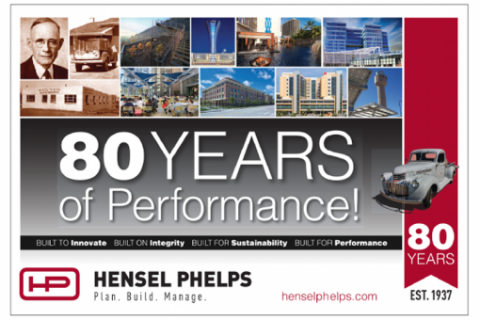 80 YEARS
of Performance!
BUILT TO Innovate BUILT ON Integrity BUILT FOR Sustainability BUILT FOR Performance
80
YEARS
HP
HENSEL PHELPS
Plan. Build. Manage.
henselphelps.com
EST. 1937